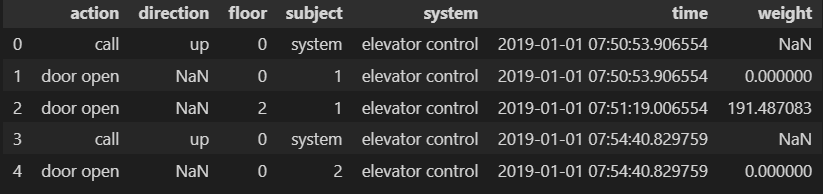 action direction floor subject system time weight
0 call up 0 system elevator control 2019-01-01 07:50:53.906554 NaN
1 door open NaN 0 1 elevator control 2019-01-01 07:50:53.906554 0.000000
2 door open NaN 2 1 elevator control 2019-01-01 07:51:19.006554 191.487083
3 call up 0 system elevator control 2019-01-01 07:54:40.829759 NaN
4 door open NaN 0 2 elevator control 2019-01-01 07:54:40.829759 0.000000